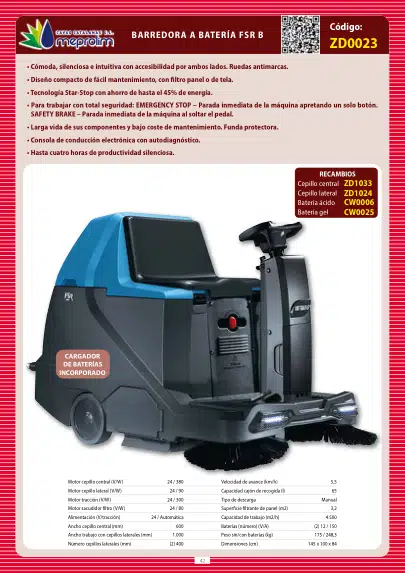 CAYRE CATALANAS S.L.
meprolim
BARREDORA A BATERÍA FSR B
Código:
ZD0023
• Cómoda, silenciosa e intuitiva con accesibilidad por ambos lados. Ruedas antimarcas.
• Diseño compacto de fácil mantenimiento, con filtro panel o de tela.
• Tecnología Star-Stop con ahorro de hasta el 45% de energía.
• Para trabajar con total seguridad: EMERGENCY STOP – Parada inmediata de la máquina apretando un solo botón.
SAFETY BRAKE – Parada inmediata de la máquina al soltar el pedal.
• Larga vida de sus componentes y bajo coste de mantenimiento. Funda protectora.
• Consola de conducción electrónica con autodiagnóstico.
• Hasta cuatro horas de productividad silenciosa.
RECAMBIOS
Cepillo central ZD1033
Cepillo lateral ZD1024
Batería ácido CW0006
Batería gel CW0025
FSR
CARGADOR
DE BATERÍAS
INCORPORADO
Motor cepillo central (V/W) 24 / 380
Motor cepillo lateral (V/W) 24 / 90
Motor tracción (V/W) 24 / 300
Motor sacudidor filtro (V/W) 24 / 80
Alimentación (V/tracción) 24 / Automática
Ancho cepillo central (mm) 600
Ancho trabajo con cepillos laterales (mm) 1.000
Número cepillos laterales (mm) (2) 400
Velocidad de avance (km/h) 5,5
Capacidad cajón de recogida (l) 65
Tipo de descarga Manual
Superficie filtrante de panel (m2) 3,2
Capacidad de trabajo (m2/h) 4.500
Baterías (número) (V/A) (2) 12 / 150
Peso sin/con baterías (kg) 175 / 248,5
Dimensiones (cm) 145 x 100 x 84
42